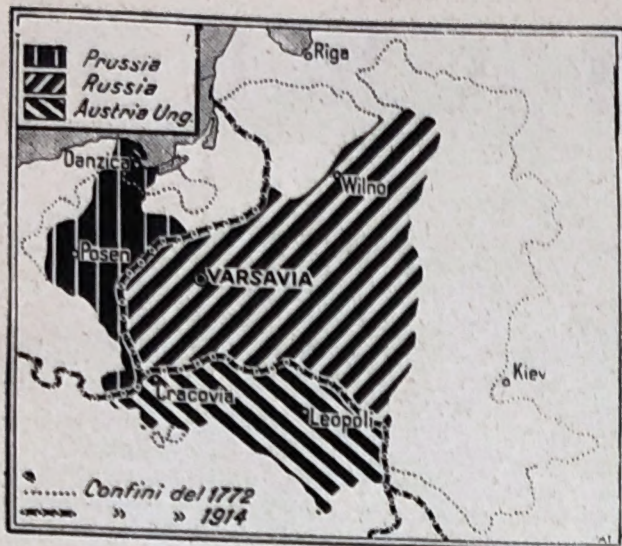 Prussia
Russia
Austria Ung.
Riga
Danzica
Wilno
Posen
VARSAVIA
Kiev
Cracovia
Leopoli
Confini del 1772
» » 1914